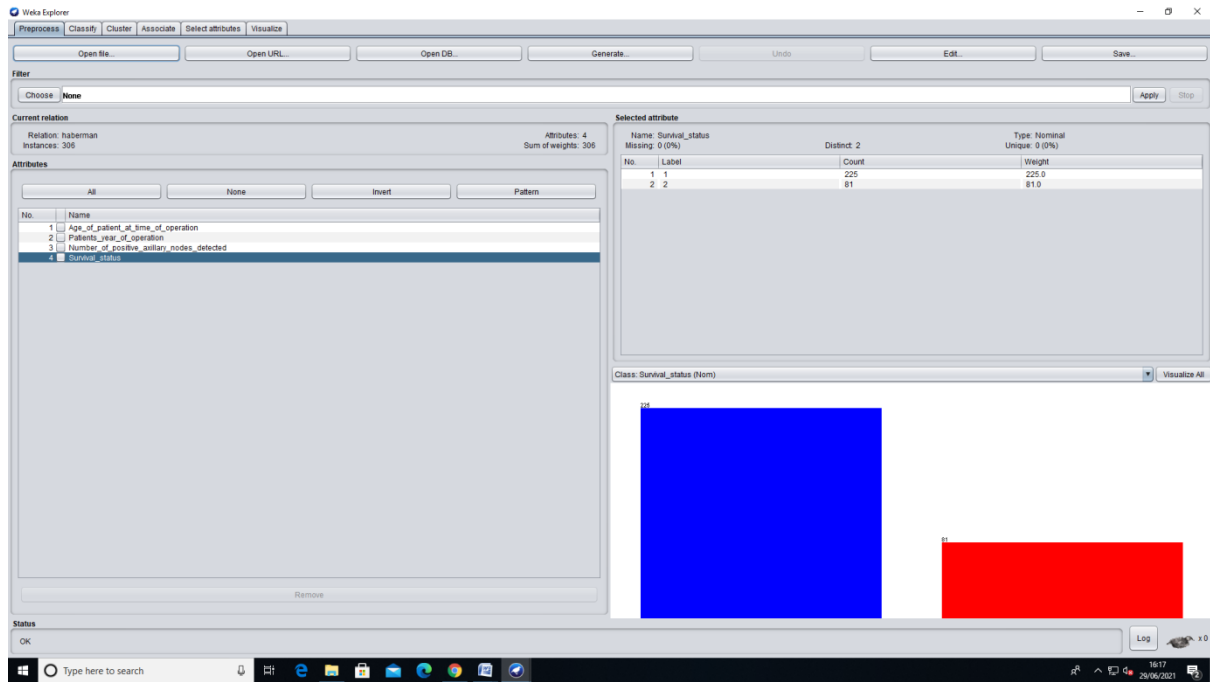 Weka Explorer
Preprocess Classify Cluster Associate Select attributes Visualize
Open file... Open URL... Open DB... Generate... Undo Edit... Save...
Filter
Choose None Apply Stop
Current relation
Relation: haberman Attributes: 4
Instances: 306 Sum of weights: 306
Attributes
All None Invert Pattern
No. Name
1 Age_of_patient_at_time_of_operation
2 Patients_year_of_operation
3 Number_of_positive_axillary_nodes_detected
4 Survival_status
Remove
Selected attribute
Name: Survival_status Type: Nominal
Missing: 0 (0%) Distinct: 2 Unique: 0 (0%)
No. Label Count Weight
1 1 225 225.0
2 2 81 81.0
Class: Survival_status (Nom) Visualize All
225
81
Status
OK
Log x 0
Type here to search
16:17
29/06/2021
2